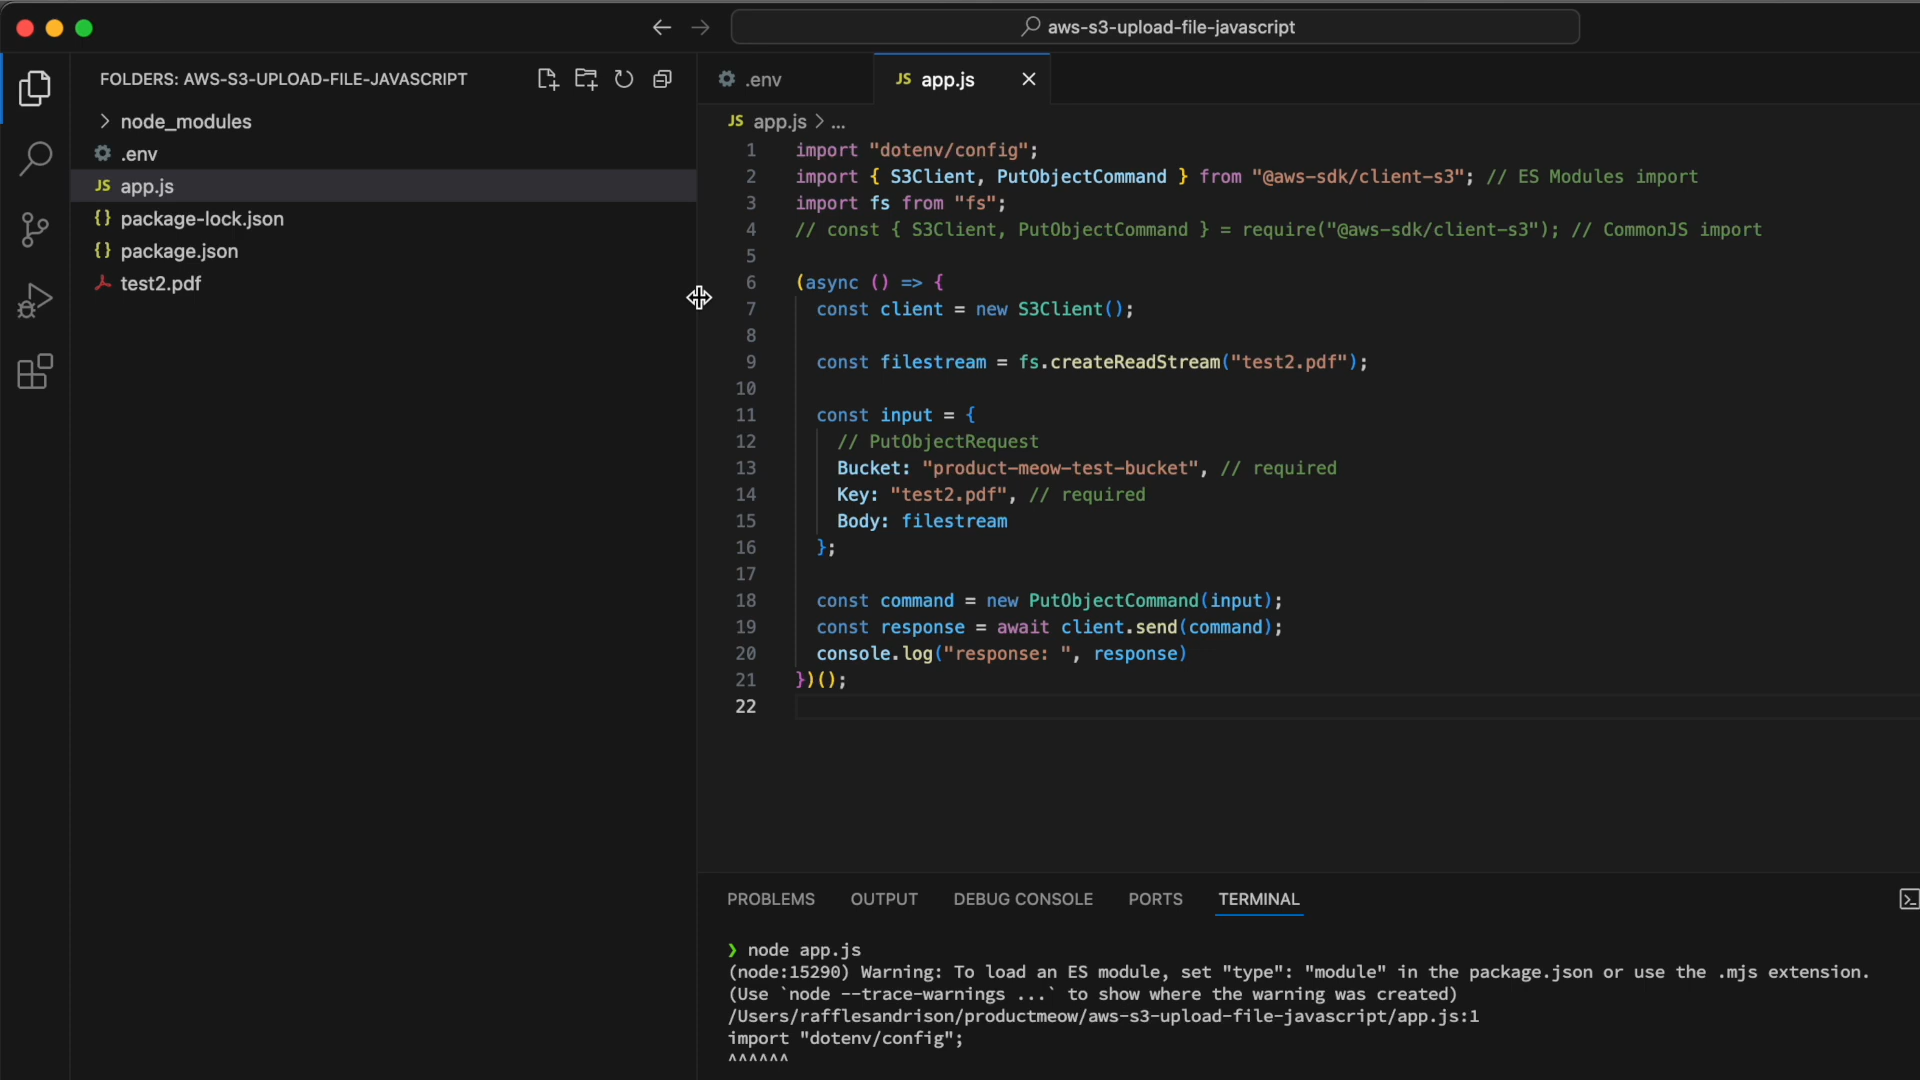 aws-s3-upload-file-javascript
FOLDERS: AWS-S3-UPLOAD-FILE-JAVASCRIPT
node_modules
.env
JS app.js
{} package-lock.json
{} package.json
test2.pdf
.env
JS app.js
JS app.js > ...
1 import "dotenv/config";
2 import { S3Client, PutObjectCommand } from "@aws-sdk/client-s3"; // ES Modules import
3 import fs from "fs";
4 // const { S3Client, PutObjectCommand } = require("@aws-sdk/client-s3"); // CommonJS import
5
6 (async () => {
7 const client = new S3Client();
8
9 const filestream = fs.createReadStream("test2.pdf");
10
11 const input = {
12 // PutObjectRequest
13 Bucket: "product-meow-test-bucket", // required
14 Key: "test2.pdf", // required
15 Body: filestream
16 };
17
18 const command = new PutObjectCommand(input);
19 const response = await client.send(command);
20 console.log("response: ", response)
21 })();
22
PROBLEMS OUTPUT DEBUG CONSOLE PORTS TERMINAL
❯ node app.js
(node:15290) Warning: To load an ES module, set "type": "module" in the package.json or use the .mjs extension.
(Use `node --trace-warnings ...` to show where the warning was created)
/Users/rafflesandrison/productmeow/aws-s3-upload-file-javascript/app.js:1
import "dotenv/config";
^^^^^^